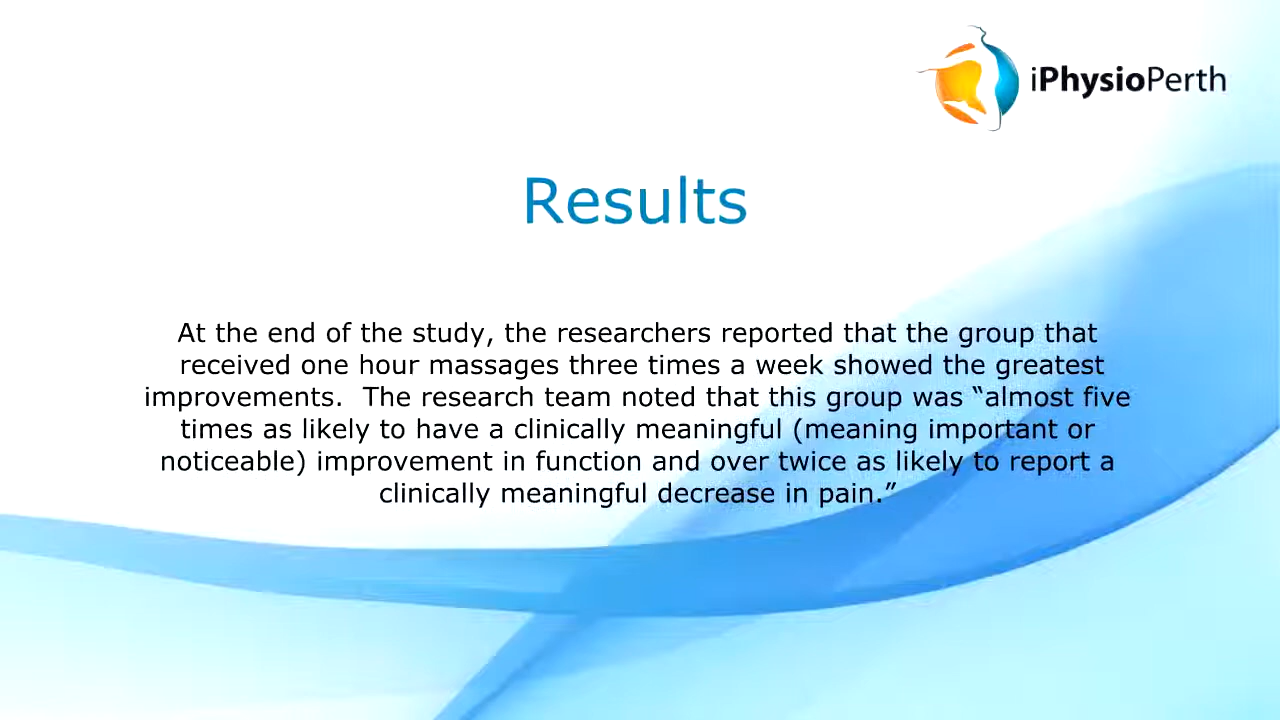 iPhysioPerth
Results
At the end of the study, the researchers reported that the group that
received one hour massages three times a week showed the greatest
improvements.  The research team noted that this group was “almost five
times as likely to have a clinically meaningful (meaning important or
noticeable) improvement in function and over twice as likely to report a
clinically meaningful decrease in pain.”